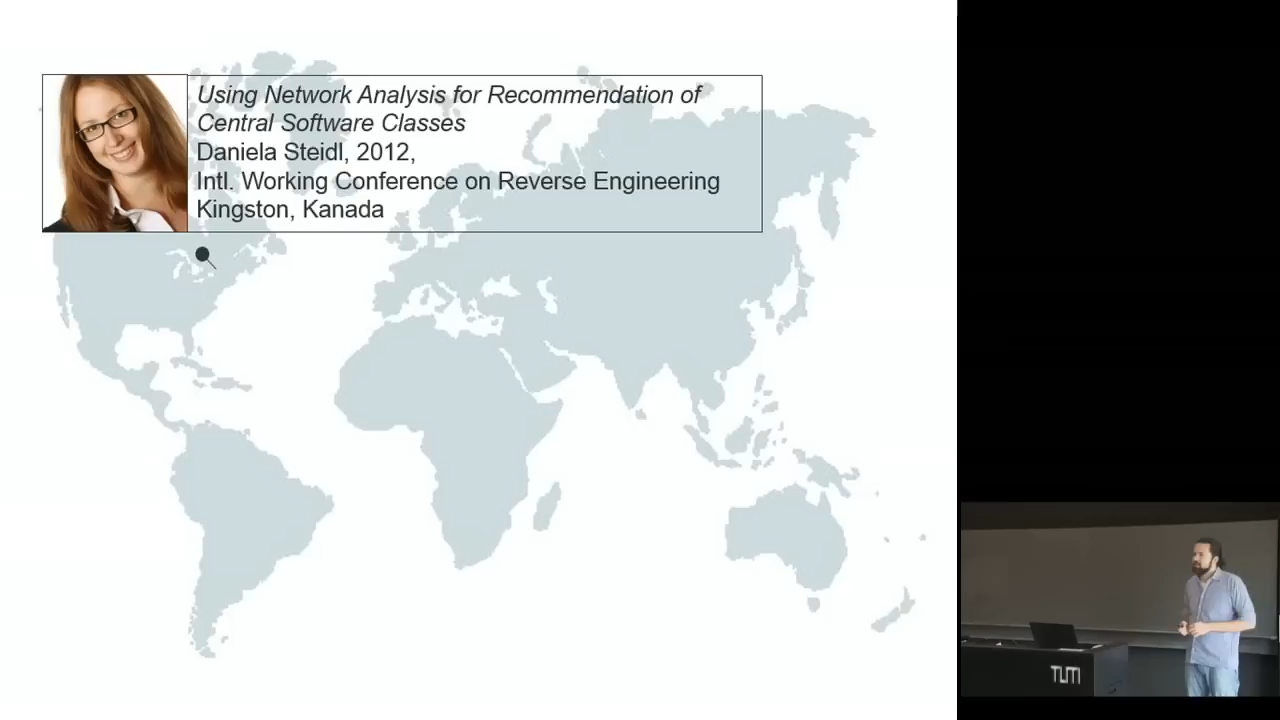 Using Network Analysis for Recommendation of
Central Software Classes
Daniela Steidl, 2012,
Intl. Working Conference on Reverse Engineering
Kingston, Kanada
TUM